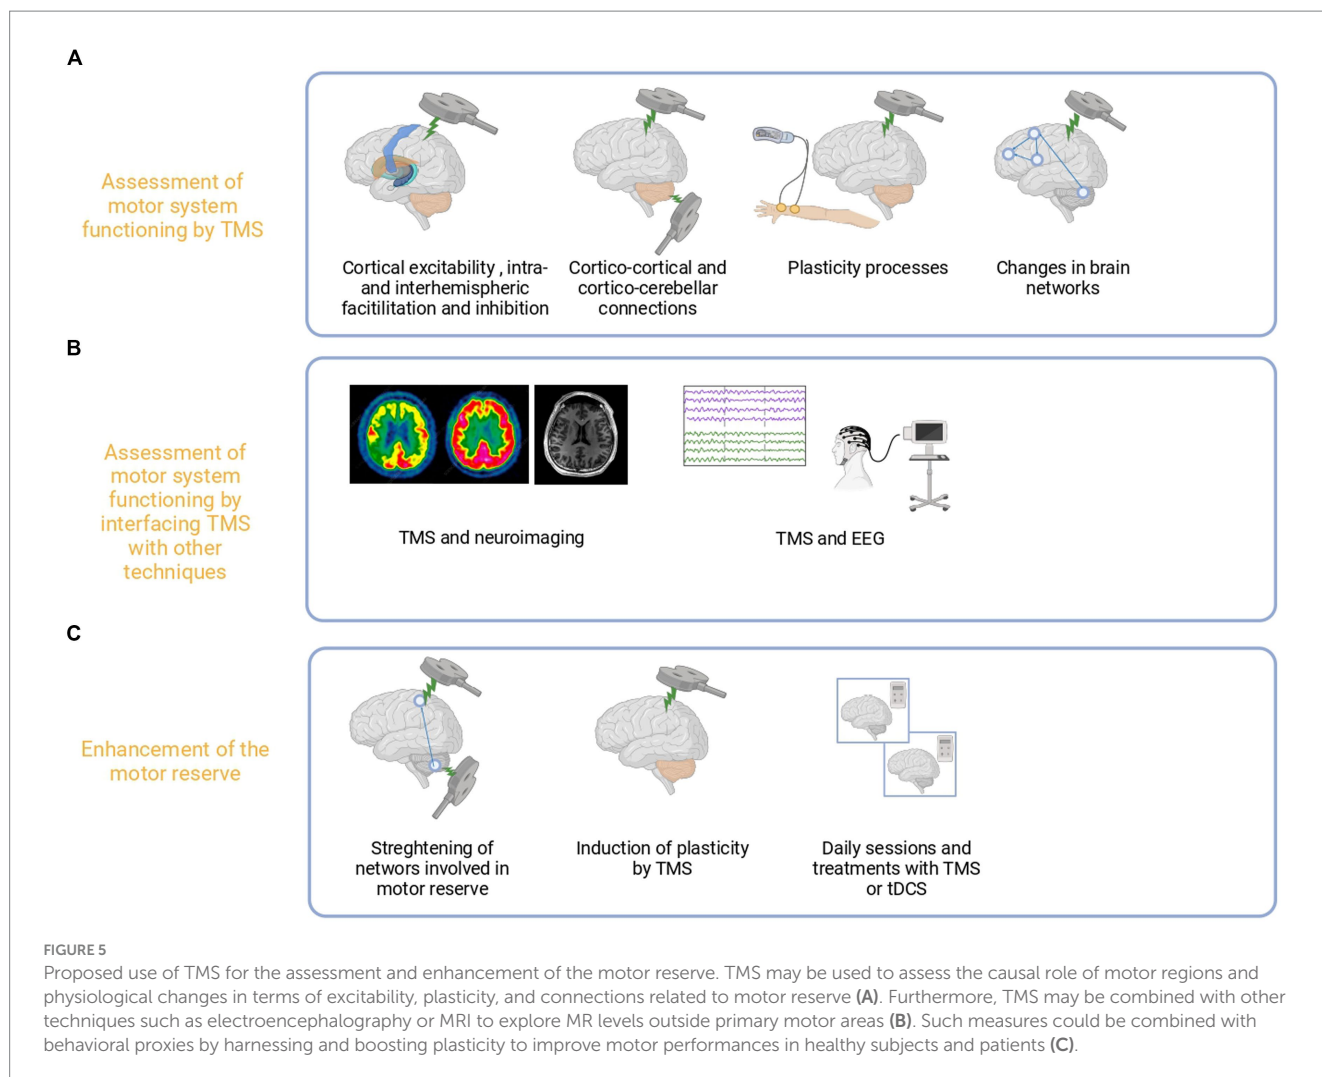 A
Assessment of
motor system
functioning by TMS
Cortical excitability , intra-
and interhemispheric
facitilitation and inhibition
Cortico-cortical and
cortico-cerebellar
connections
Plasticity processes
Changes in brain
networks
B
Assessment of
motor system
functioning by
interfacing TMS
with other
techniques
TMS and neuroimaging
TMS and EEG
C
Enhancement of the
motor reserve
Streghtening of
networs involved in
motor reserve
Induction of plasticity
by TMS
Daily sessions and
treatments with TMS
or tDCS
FIGURE 5
Proposed use of TMS for the assessment and enhancement of the motor reserve. TMS may be used to assess the causal role of motor regions and
physiological changes in terms of excitability, plasticity, and connections related to motor reserve (A). Furthermore, TMS may be combined with other
techniques such as electroencephalography or MRI to explore MR levels outside primary motor areas (B). Such measures could be combined with
behavioral proxies by harnessing and boosting plasticity to improve motor performances in healthy subjects and patients (C).